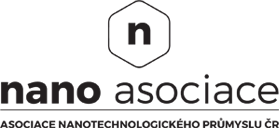 n
nano asociace
ASOCIACE NANOTECHNOLOGICKÉHO PRŮMYSLU ČR